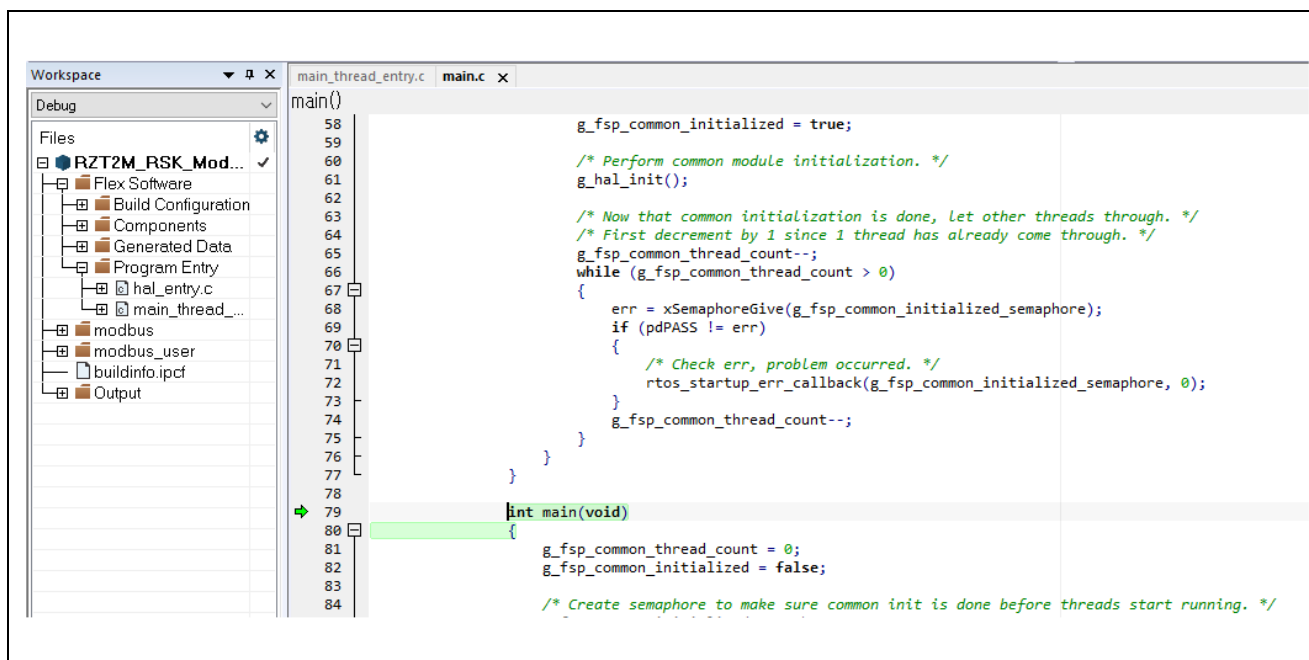 Workspace
main_thread_entry.c main.c
Debug
main()
Files
RZT2M_RSK_Mod...
Flex Software
Build Configuration
Components
Generated Data
Program Entry
hal_entry.c
main_thread_...
modbus
modbus_user
buildinfo.ipcf
Output
58 g_fsp_common_initialized = true;
59
60 /* Perform common module initialization. */
61 g_hal_init();
62
63 /* Now that common initialization is done, let other threads through. */
64 /* First decrement by 1 since 1 thread has already come through. */
65 g_fsp_common_thread_count--;
66 while (g_fsp_common_thread_count > 0)
67 {
68 err = xSemaphoreGive(g_fsp_common_initialized_semaphore);
69 if (pdPASS != err)
70 {
71 /* Check err, problem occurred. */
72 rtos_startup_err_callback(g_fsp_common_initialized_semaphore, 0);
73 }
74 g_fsp_common_thread_count--;
75 }
76 }
77 }
78
79 int main(void)
80 {
81 g_fsp_common_thread_count = 0;
82 g_fsp_common_initialized = false;
83
84 /* Create semaphore to make sure common init is done before threads start running. */